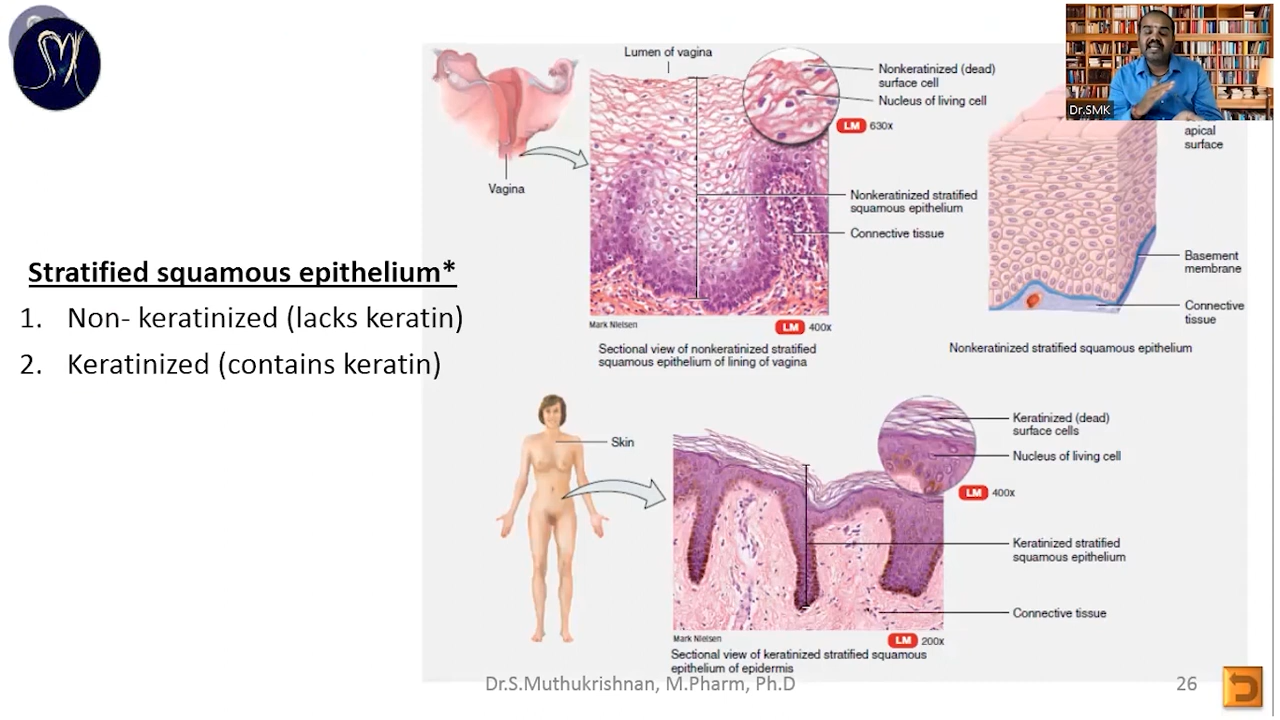 SM
Dr.SMK
Lumen of vagina
Nonkeratinized (dead)
surface cell
Nucleus of living cell
LM 630x
apical
surface
Vagina
Nonkeratinized stratified
squamous epithelium
Connective tissue
Basement
membrane
Connective
tissue
Mark Nielsen
LM 400x
Sectional view of nonkeratinized stratified
squamous epithelium of lining of vagina
Nonkeratinized stratified squamous epithelium
Stratified squamous epithelium*
1. Non- keratinized (lacks keratin)
2. Keratinized (contains keratin)
Skin
Keratinized (dead)
surface cells
Nucleus of living cell
LM 400x
Keratinized stratified
squamous epithelium
Connective tissue
Mark Nielsen
LM 200x
Sectional view of keratinized stratified squamous
epithelium of epidermis
Dr.S.Muthukrishnan, M.Pharm, Ph.D
26